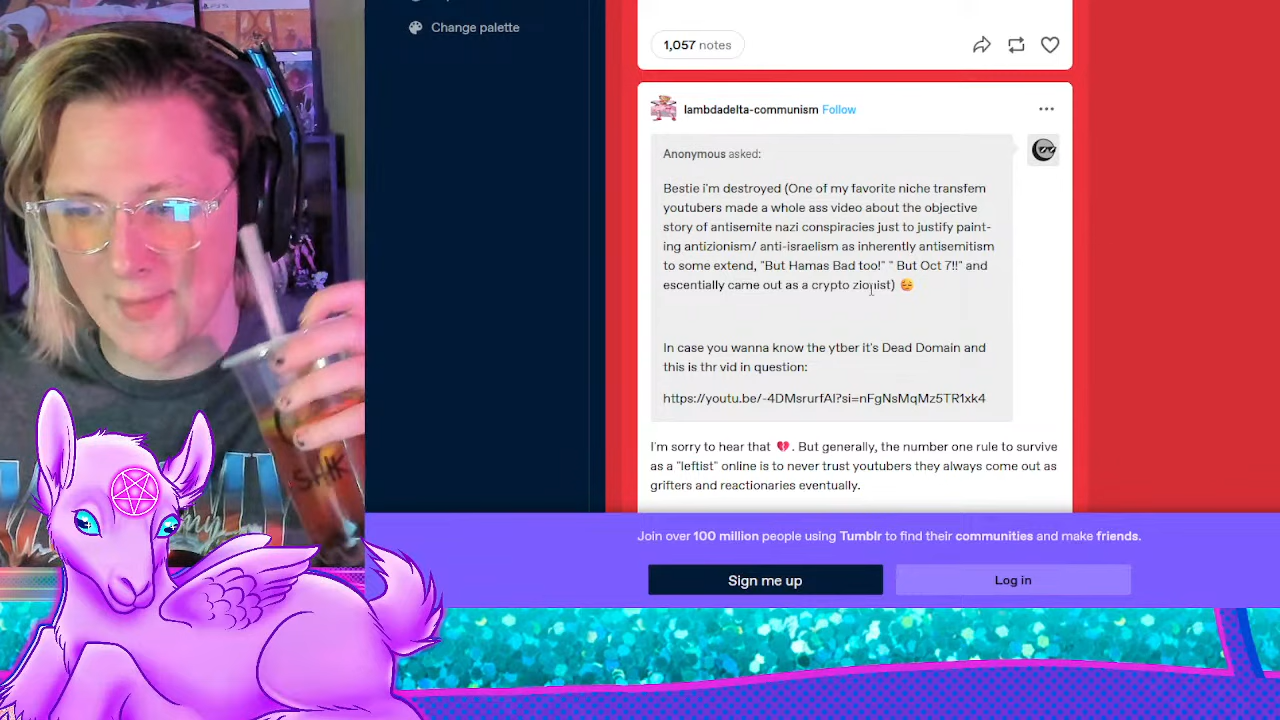 Change palette
1,057 notes
lambdadelta-communism Follow
Anonymous asked:
Bestie i'm destroyed (One of my favorite niche transfem
youtubers made a whole ass video about the objective
story of antisemite nazi conspiracies just to justify paint-
ing antizionism/ anti-israelism as inherently antisemitism
to some extend, "But Hamas Bad too!" " But Oct 7!!" and
escentially came out as a crypto zionist) 🥰
In case you wanna know the ytber it's Dead Domain and
this is thr vid in question:
https://youtu.be/-4DMsrurfAI?si=nFgNsMqMz5TR1xk4
I'm sorry to hear that 💔. But generally, the number one rule to survive
as a "leftist" online is to never trust youtubers they always come out as
grifters and reactionaries eventually.
Join over 100 million people using Tumblr to find their communities and make friends.
Sign me up
Log in